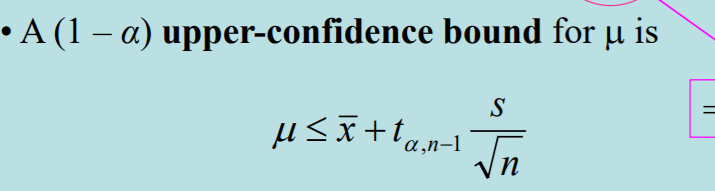 • A (1 – α) upper-confidence bound for μ is
μ ≤ x̄ + t_{α,n–1} s/√n
=